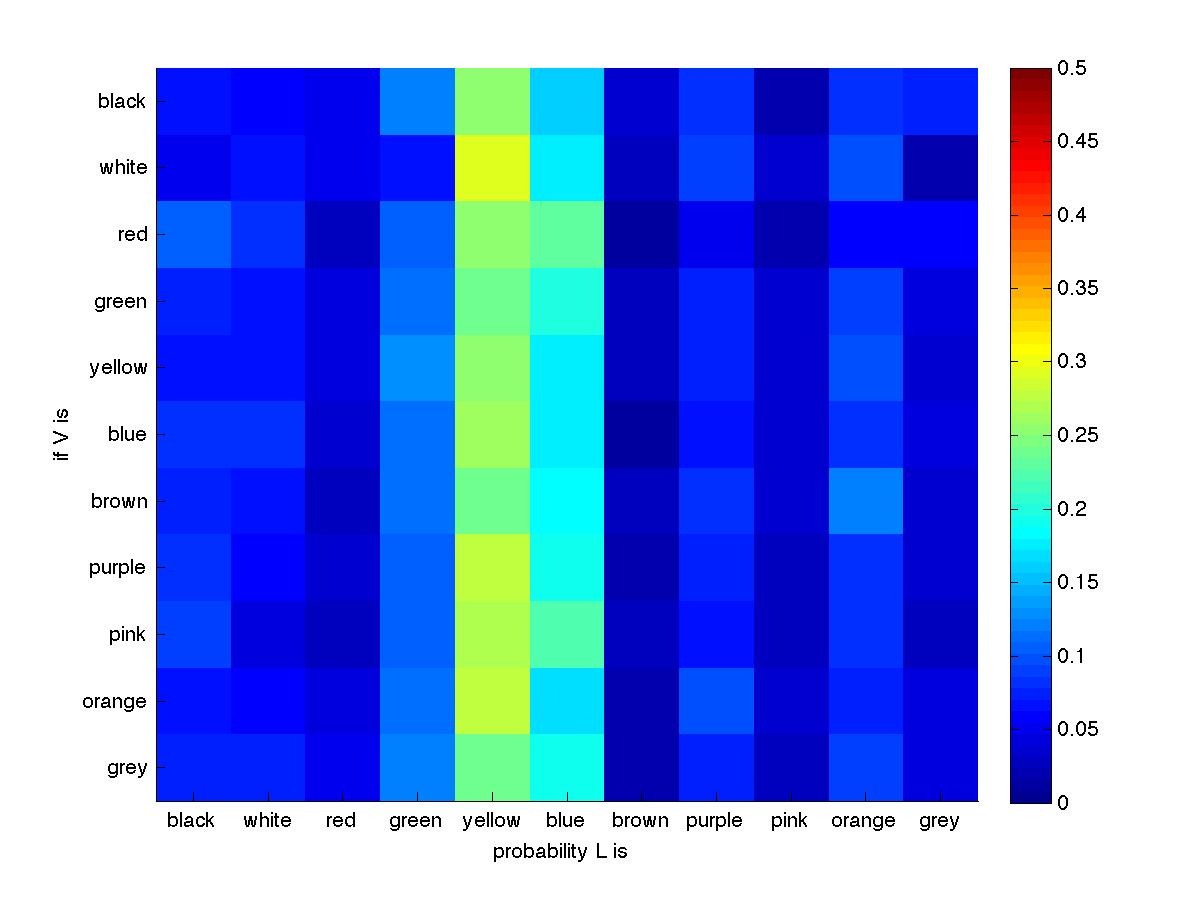 black
white
red
green
yellow
blue
brown
purple
pink
orange
grey
if V is
black white red green yellow blue brown purple pink orange grey
probability L is
0.5
0.45
0.4
0.35
0.3
0.25
0.2
0.15
0.1
0.05
0